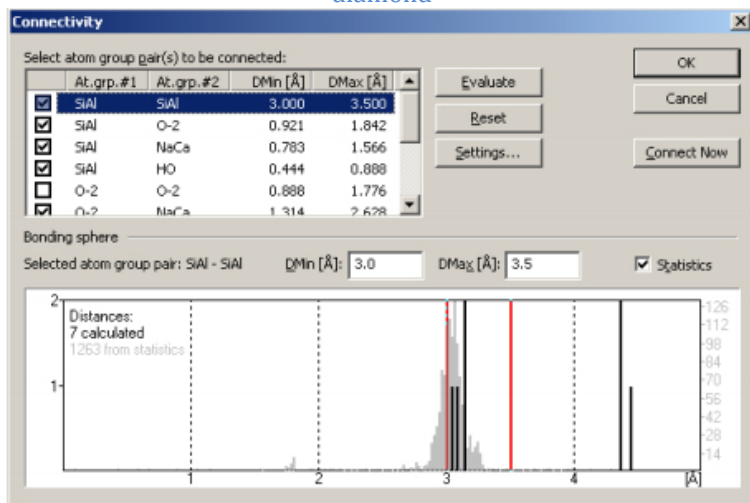 diamond
Connectivity
Select atom group pair(s) to be connected:
At.grp.#1 At.grp.#2 DMin [Å] DMax [Å]
SiAl SiAl 3.000 3.500
SiAl O-2 0.921 1.842
SiAl NaCa 0.783 1.566
SiAl HO 0.444 0.888
O-2 O-2 0.888 1.776
O-2 NaCa 1.314 2.628
Evaluate
Reset
Settings...
OK
Cancel
Connect Now
Bonding sphere
Selected atom group pair: SiAl - SiAl DMin [Å]: 3.0 DMax [Å]: 3.5 Statistics
Distances:
7 calculated
1263 from statistics
2
1
126
112
98
84
70
56
42
28
14
1 2 3 4 [Å]